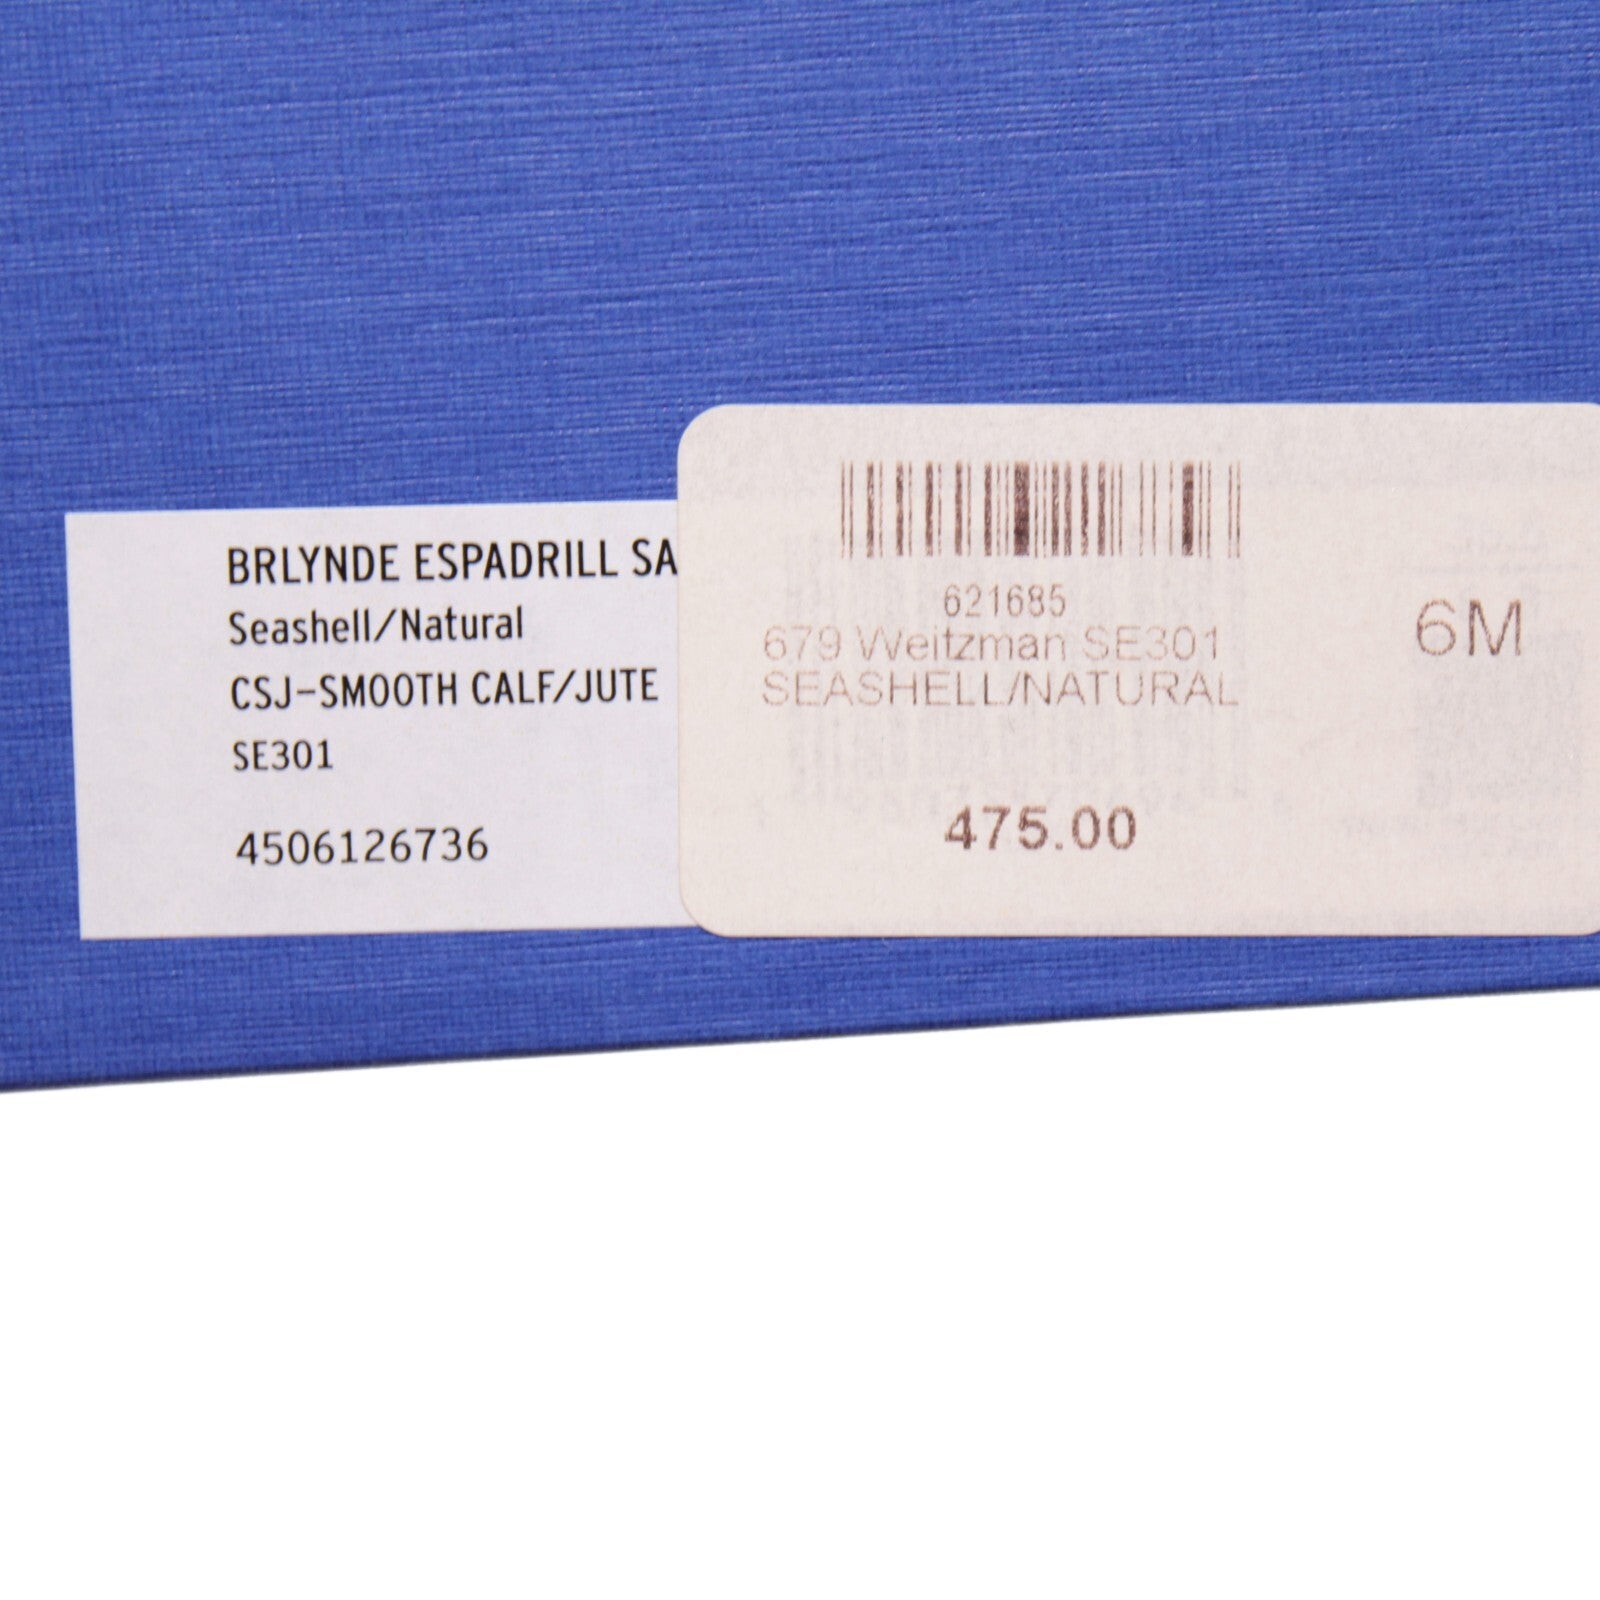 BRLYNDE ESPADRILL SA
Seashell/Natural
CSJ-SMOOTH CALF/JUTE
SE301
4506126736
621685
679 Weitzman SE301
SEASHELL/NATURAL
6M
475.00